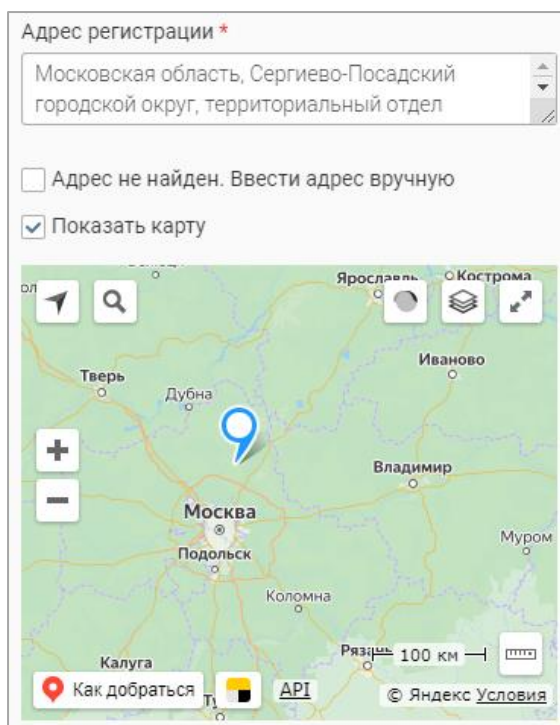 Адрес регистрации *
Московская область, Сергиево-Посадский
городской округ, территориальный отдел
Адрес не найден. Ввести адрес вручную
Показать карту
Ярославль
Кострома
Иваново
Тверь
Дубна
Владимир
Москва
Подольск
Муром
Коломна
100 км
Калуга
Как добраться
API
© Яндекс Условия